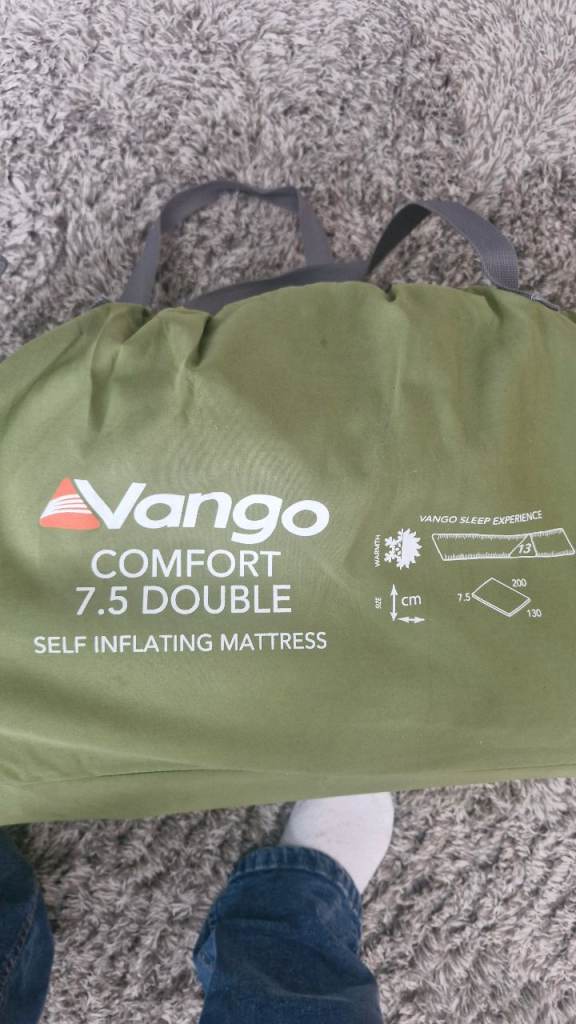 Vango
COMFORT
7.5 DOUBLE
SELF INFLATING MATTRESS
VANGO SLEEP EXPERIENCE
WARMTH
13
SIZE
cm
7.5
200
130